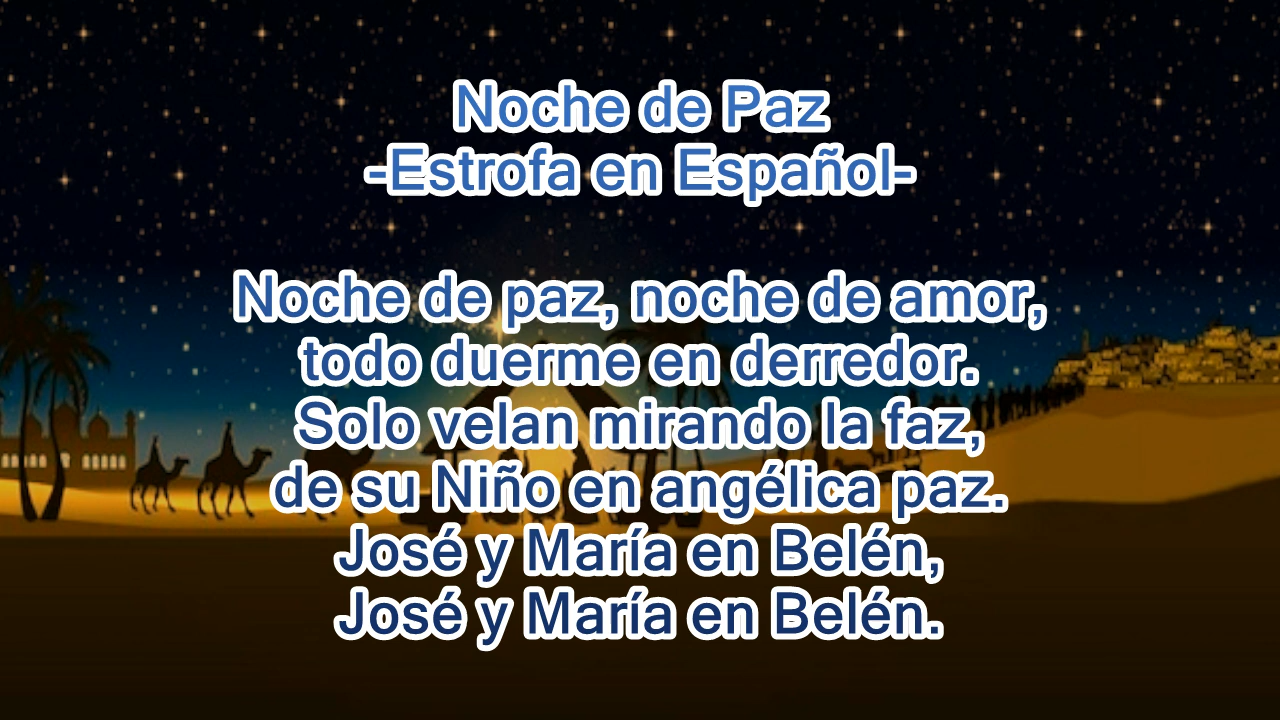 Noche de Paz
-Estrofa en Español-
Noche de paz, noche de amor,
todo duerme en derredor.
Solo velan mirando la faz,
de su Niño en angélica paz.
José y María en Belén,
José y María en Belén.